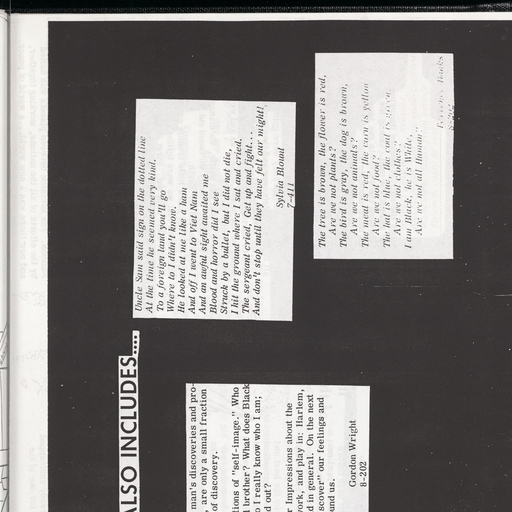 Uncle Sam said sign on the dotted line
At the time he seemed very kind.
To a foreign land you'll go
Where to I didn't know.
He looked at me like a ham
And off I went to Viet Nam
And an awful sight awaited me
Blood and horror did I see
Struck by a bullet, but I did not die,
I hit the ground where I sat and cried.
The sergeant cried, Get up and fight...
And don't stop until they have felt our might!
Sylvia Blount
7-411
The tree is brown, the flower is red,
Are we not plants?
The bird is gray, the dog is brown,
Are we not animals?
The meat is red, the corn is yellow
Are we not food?
The hat is blue, the coat is green
Are we not clothes?
I am Black, he is White,
Are we not all Human?
Banks
8-202
ALSO INCLUDES....
man's discoveries and pro-
, are only a small fraction
of discovery.
tions of "self-image." Who
d brother? What does Black
o I really know who I am;
d out?
r Impressions about the
ork, and play in: Harlem,
d in general. On the next
scover" our feelings and
und us.
Gordon Wright
8-202